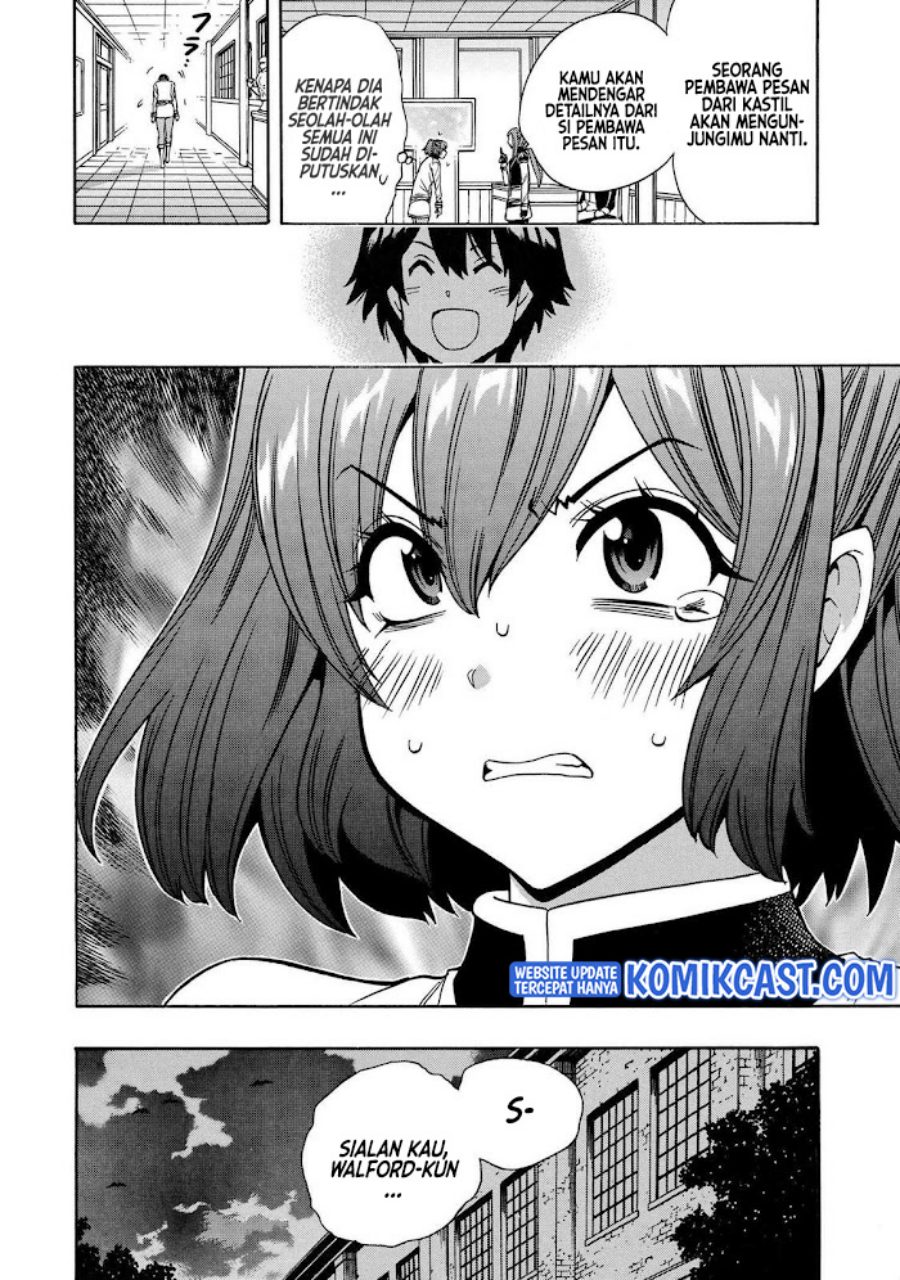 SEORANG
PEMBAWA PESAN
DARI KASTIL
AKAN MENGUN-
JUNGIMU NANTI.
KAMU AKAN
MENDENGAR
DETAILNYA DARI
SI PEMBAWA
PESAN ITU.
KENAPA DIA
BERTINDAK
SEOLAH-OLAH
SEMUA INI
SUDAH DI-
PUTUSKAN
...
フラ
WEBSITE UPDATE
TERCEPAT HANYA
KOMIKCAST.COM
S-
SIALAN KAU,
WALFORD-KUN
...